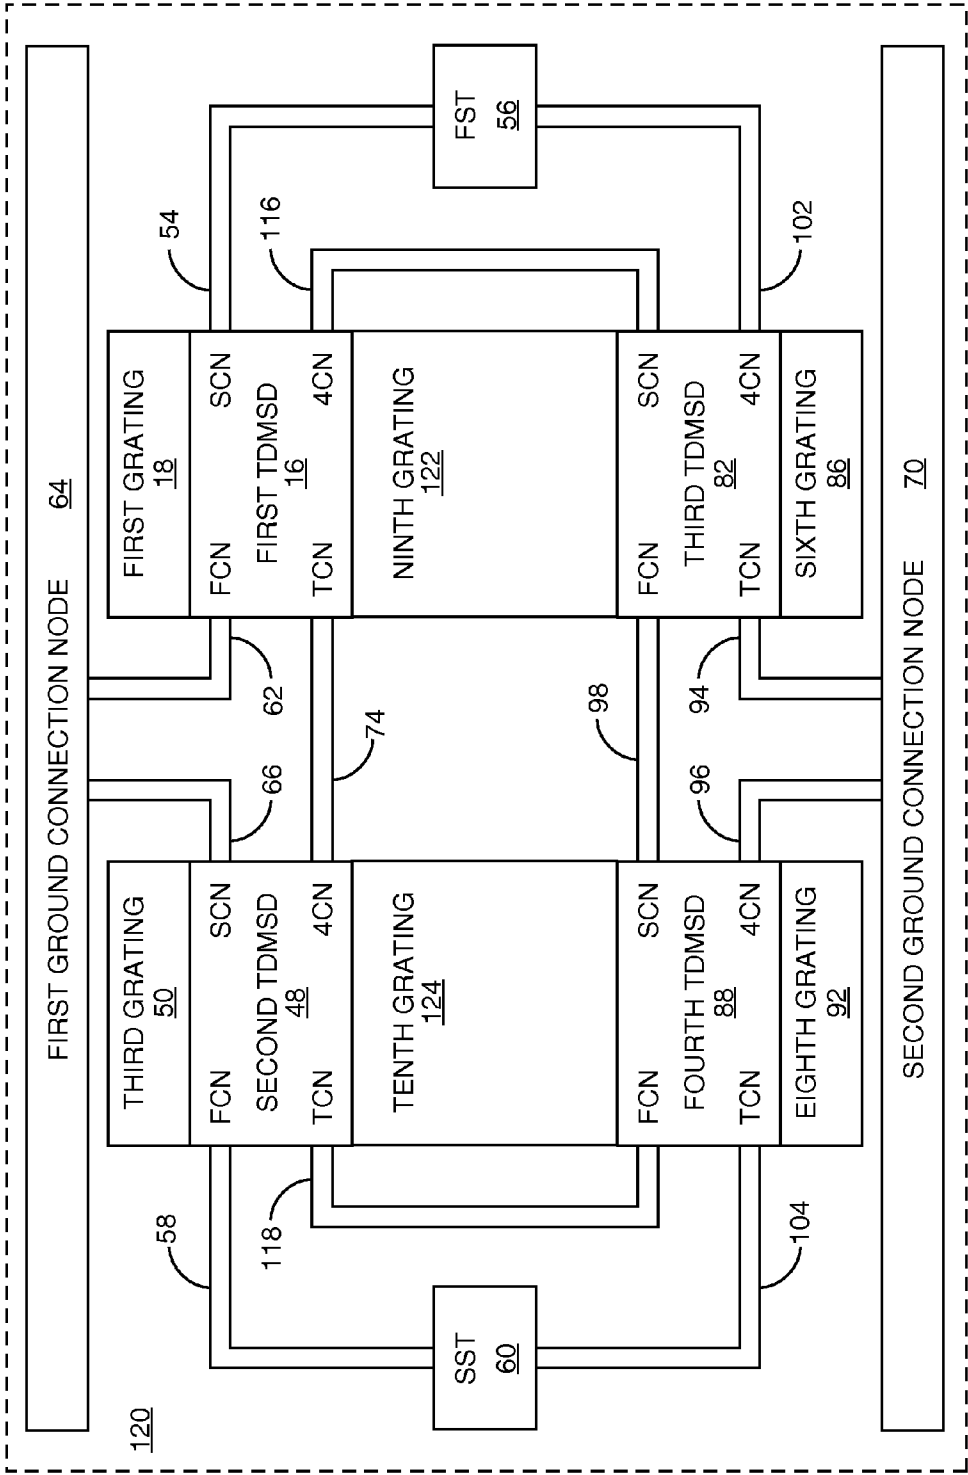 FIRST GROUND CONNECTION NODE 64
120
THIRD GRATING
50
FIRST GRATING
18
58
54
FCN SCN
SECOND TDMSD
48
TCN 4CN
FCN SCN
FIRST TDMSD
16
TCN 4CN
118
66
62
116
74
TENTH GRATING
124
NINTH GRATING
122
SST
60
FST
56
98
FCN SCN
FOURTH TDMSD
88
TCN 4CN
FCN SCN
THIRD TDMSD
82
TCN 4CN
96
94
104
EIGHTH GRATING
92
SIXTH GRATING
86
102
SECOND GROUND CONNECTION NODE 70